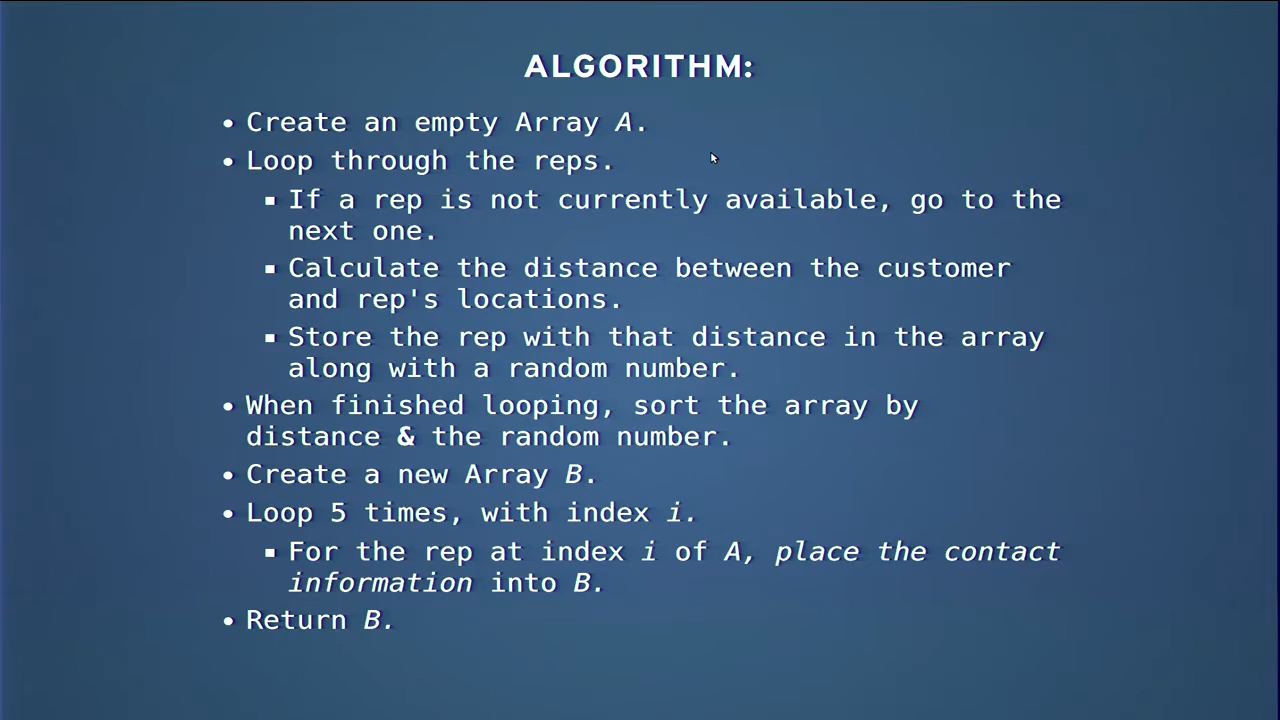 ALGORITHM:
• Create an empty Array A.
• Loop through the reps.
▪ If a rep is not currently available, go to the
next one.
▪ Calculate the distance between the customer
and rep's locations.
▪ Store the rep with that distance in the array
along with a random number.
• When finished looping, sort the array by
distance & the random number.
• Create a new Array B.
• Loop 5 times, with index i.
▪ For the rep at index i of A, place the contact
information into B.
• Return B.